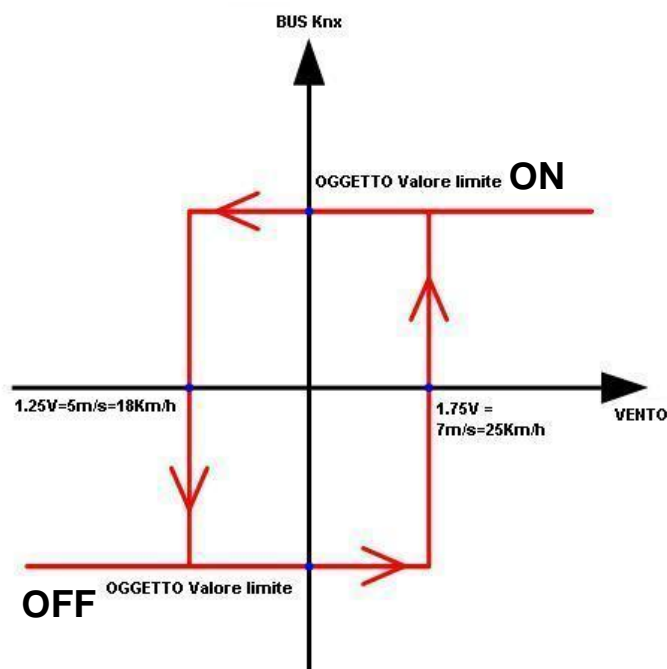 BUS Knx
OGGETTO Valore limite ON
1.25V=5m/s=18Km/h
1.75V =
7m/s=25Km/h
VENTO
OFF OGGETTO Valore limite